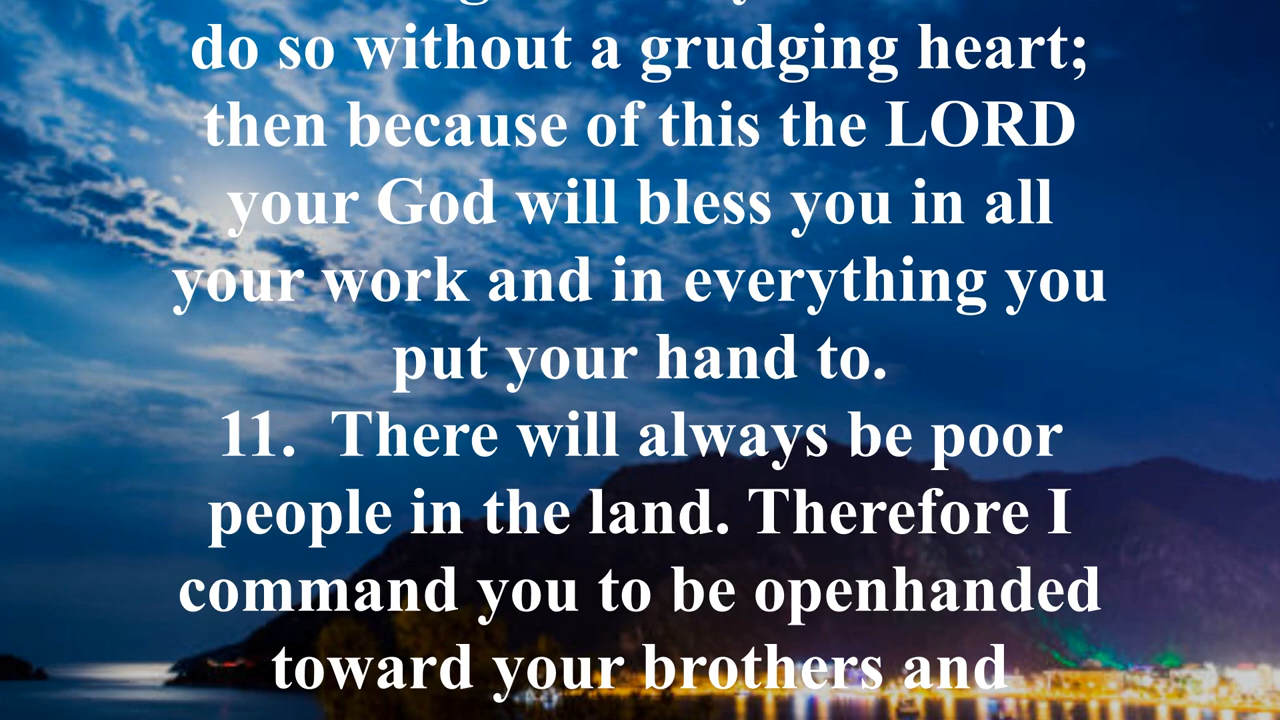 do so without a grudging heart;
then because of this the LORD
your God will bless you in all
your work and in everything you
put your hand to.
11.  There will always be poor
people in the land. Therefore I
command you to be openhanded
toward your brothers and